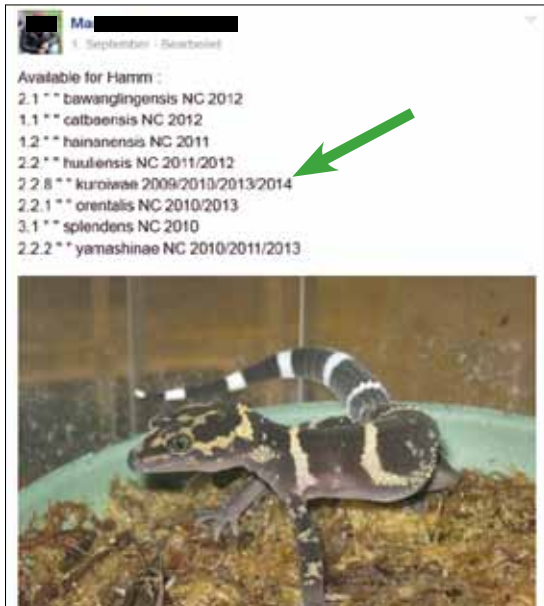 Ma
1. September · Bearbeitet
Available for Hamm :
2.1 " " bawanglingensis NC 2012
1.1 " " catbaensis NC 2012
1.2 " " hainanensis NC 2011
2.2 " " huuliensis NC 2011/2012
2.2.8 " " kuroiwae 2009/2010/2013/2014
2.2.1 " " orentalis NC 2010/2013
3.1 " " splendens NC 2010
2.2.2 " " yamashinae NC 2010/2011/2013